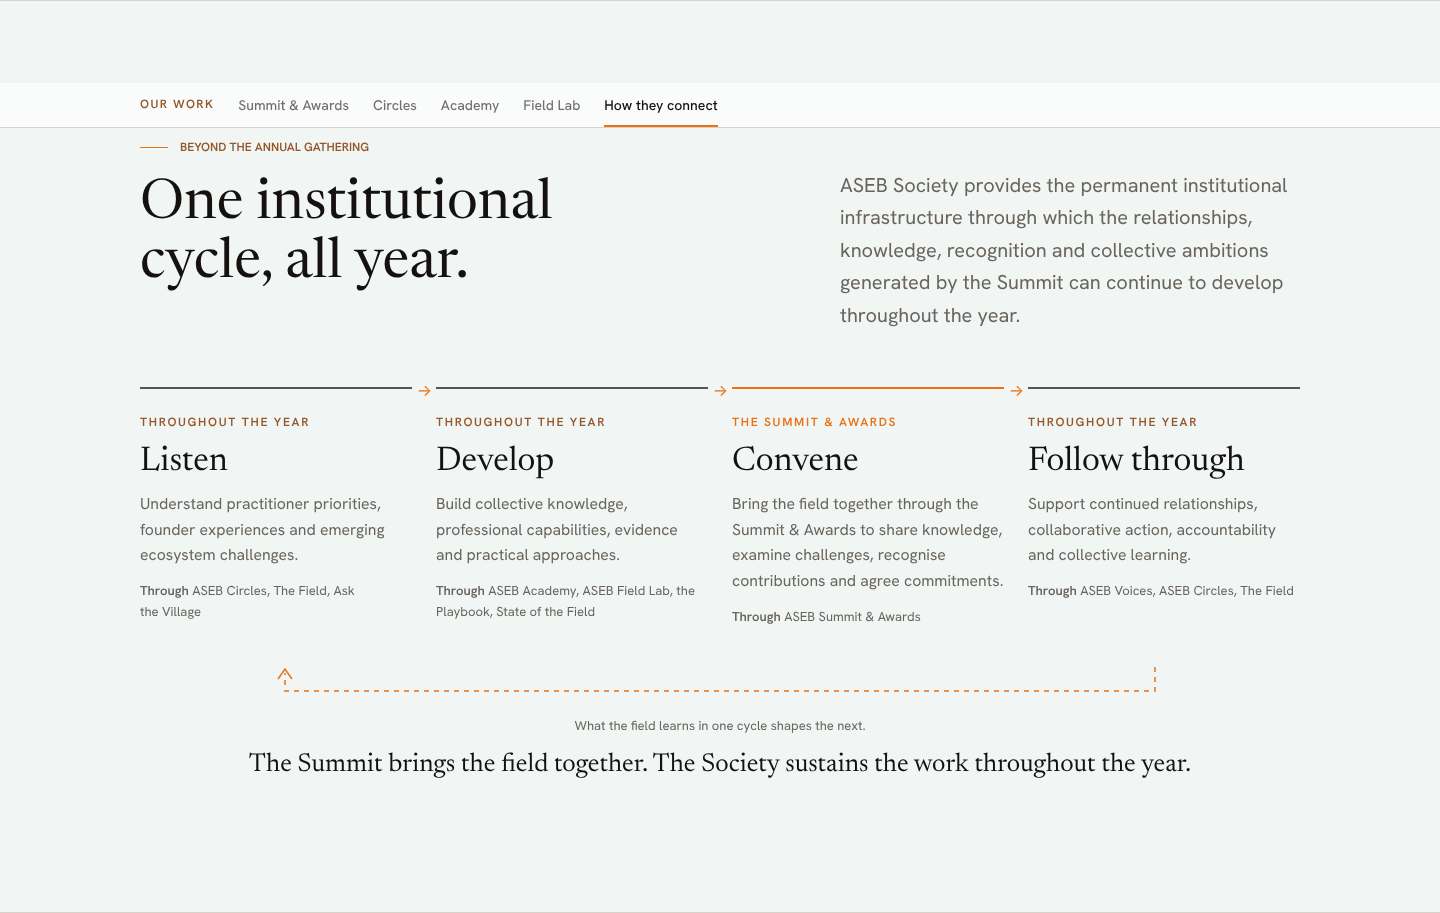 OUR WORK
Summit & Awards
Circles
Academy
Field Lab
How they connect
BEYOND THE ANNUAL GATHERING
One institutional
cycle, all year.
ASEB Society provides the permanent institutional
infrastructure through which the relationships,
knowledge, recognition and collective ambitions
generated by the Summit can continue to develop
throughout the year.
THROUGHOUT THE YEAR
Listen
Understand practitioner priorities,
founder experiences and emerging
ecosystem challenges.
Through ASEB Circles, The Field, Ask
the Village
THROUGHOUT THE YEAR
Develop
Build collective knowledge,
professional capabilities, evidence
and practical approaches.
Through ASEB Academy, ASEB Field Lab, the
Playbook, State of the Field
THE SUMMIT & AWARDS
Convene
Bring the field together through the
Summit & Awards to share knowledge,
examine challenges, recognise
contributions and agree commitments.
Through ASEB Summit & Awards
THROUGHOUT THE YEAR
Follow through
Support continued relationships,
collaborative action, accountability
and collective learning.
Through ASEB Voices, ASEB Circles, The Field
What the field learns in one cycle shapes the next.
The Summit brings the field together. The Society sustains the work throughout the year.